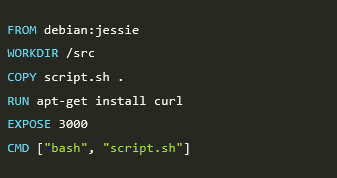 FROM debian:jessie
WORKDIR /src
COPY script.sh .
RUN apt-get install curl
EXPOSE 3000
CMD ["bash", "script.sh"]